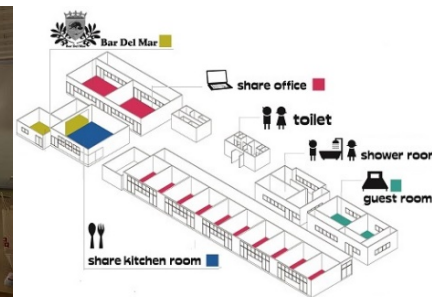 Bar Del Mar
share office
toilet
shower room
guest room
share kitchen room